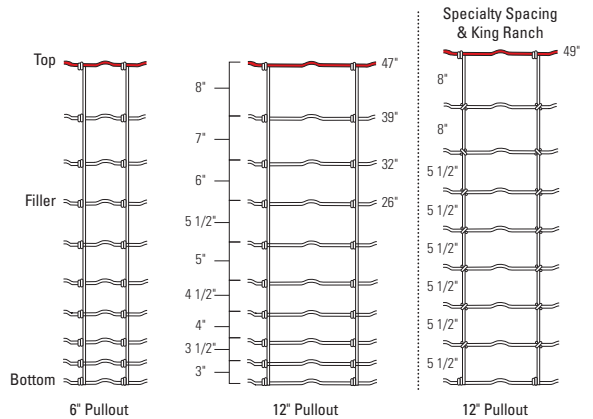 Specialty Spacing
& King Ranch
Top
Filler
Bottom
6" Pullout
8"
7"
6"
5 1/2"
5"
4 1/2"
4"
3 1/2"
3"
47"
39"
32"
26"
12" Pullout
49"
8"
8"
5 1/2"
5 1/2"
5 1/2"
5 1/2"
5 1/2"
5 1/2"
12" Pullout